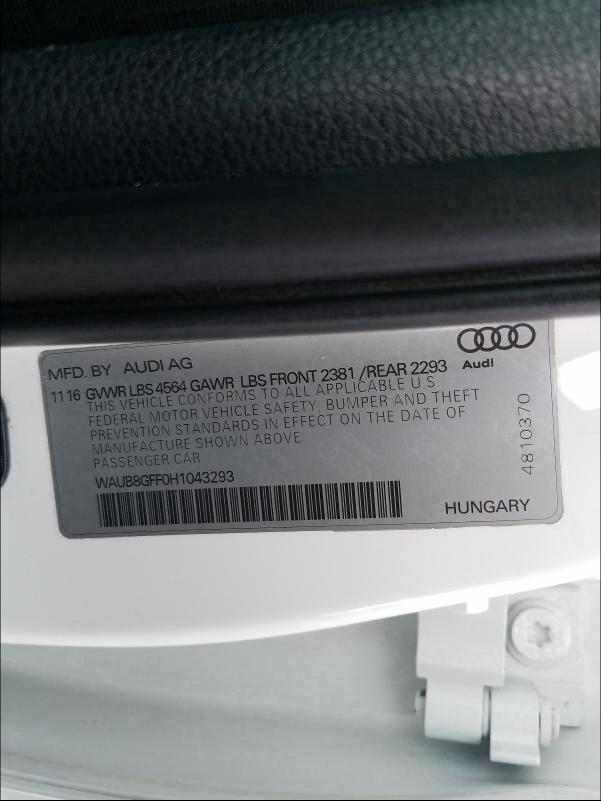 MFD. BY AUDI AG
Audi
11 16 GVWR LBS 4564 GAWR LBS FRONT 2381 /REAR 2293
THIS VEHICLE CONFORMS TO ALL APPLICABLE U.S.
FEDERAL MOTOR VEHICLE SAFETY, BUMPER AND THEFT
PREVENTION STANDARDS IN EFFECT ON THE DATE OF
MANUFACTURE SHOWN ABOVE
PASSENGER CAR
WAUB8GFF0H1043293
4810370
HUNGARY